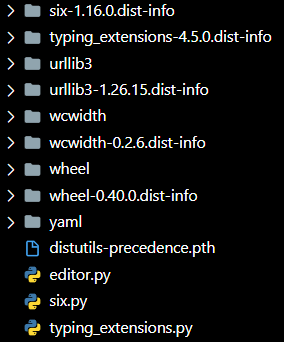 six-1.16.0.dist-info
typing_extensions-4.5.0.dist-info
urllib3
urllib3-1.26.15.dist-info
wcwidth
wcwidth-0.2.6.dist-info
wheel
wheel-0.40.0.dist-info
yaml
distutils-precedence.pth
editor.py
six.py
typing_extensions.py